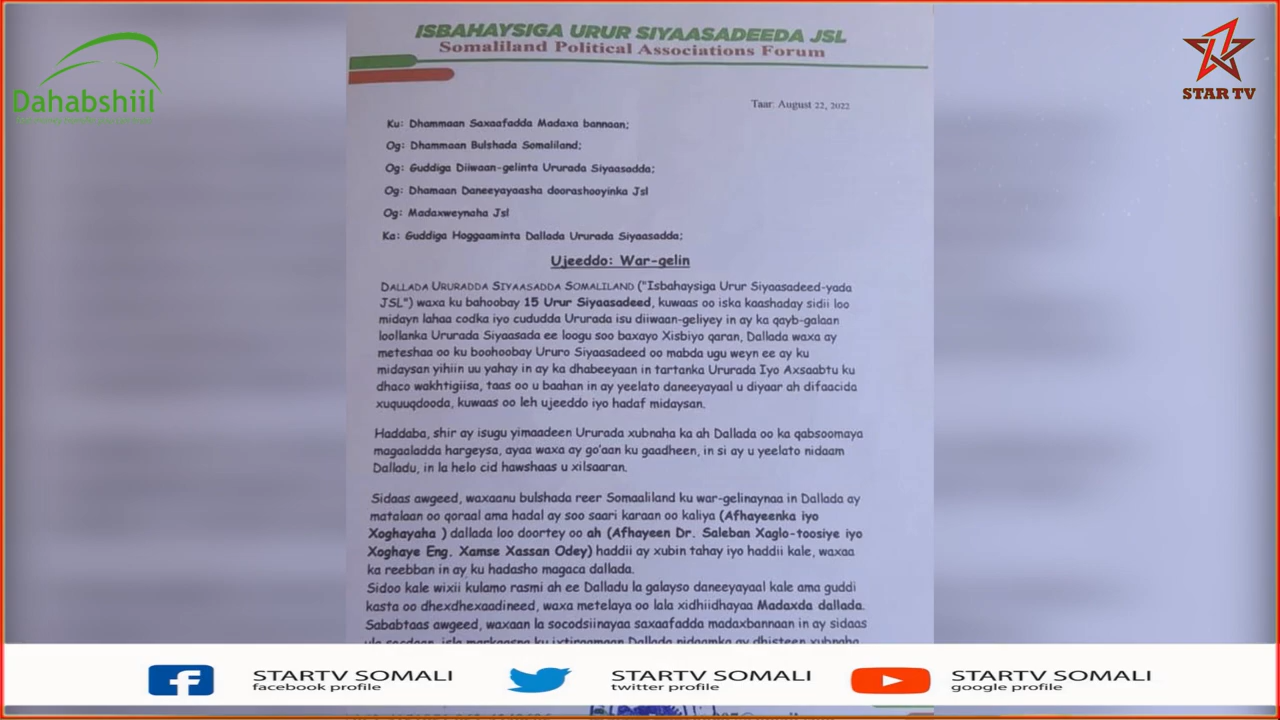 ISBAHAYSIGA URUR SIYAASADEEDA JSL
Somaliland Political Associations Forum
Dahabshiil
STAR TV
Taar: August 22, 2022
Ku: Dhammaan Saxaafadda Madaxa bannaan;
Og: Dhammaan Bulshada Somaliland;
Og: Guddiga Diiwaan-gelinta Ururada Siyaasadda;
Og: Dhamaan Daneeyayaasha doorashooyinka Jsl
Og: Madaxweynaha Jsl
Ka: Guddiga Hoggaaminta Dallada Ururada Siyaasadda;
Ujeeddo: War-gelin
DALLADA URURADDA SIYAASADDA SOMALILAND ("Isbahaysiga Urur Siyaasadeed-yada
JSL") waxa ku bahoobay 15 Urur Siyaasadeed, kuwaas oo iska kaashaday sidii loo
midayn lahaa codka iyo cududda Ururada isu diiwaan-geliyey in ay ka qayb-galaan
loollanka Ururada Siyaasada ee loogu soo baxayo Xisbiyo qaran, Dallada waxa ay
meteshaa oo ku boohoobay Ururo Siyaasadeed oo mabda ugu weyn ee ay ku
midaysan yihiin uu yahay in ay ka dhabeeyaan in tartanka Ururada Iyo Axsaabtu ku
dhaco wakhtigiisa, taas oo u baahan in ay yeelato daneeyayaal u diyaar ah difaacida
xuquuqdooda, kuwaas oo leh ujeeddo iyo hadaf midaysan.
Haddaba, shir ay isugu yimaadeen Ururada xubnaha ka ah Dallada oo ka qabsoomaya
magaaladda hargeysa, ayaa waxa ay go'aan ku gaadheen, in si ay u yeelato nidaam
Dalladu, in la helo cid hawshaas u xilsaaran.
Sidaas awgeed, waxaanu bulshada reer Somaaliland ku war-gelinaynaa in Dallada ay
matalaan oo qoraal ama hadal ay soo saari karaan oo kaliya (Afhayeenka iyo
Xoghayaha ) dallada loo doortey oo ah (Afhayeen Dr. Saleban Xaglo-toosiye iyo
Xoghaye Eng. Xamse Xassan Odey) haddii ay xubin tahay iyo haddii kale, waxaa
ka reebban in ay ku hadasho magaca dallada.
Sidoo kale wixii kulamo rasmi ah ee Dalladu la galayso daneeyayaal kale ama guddi
kasta oo dhexdhexaadineed, waxa metelaya oo lala xidhiidhayaa Madaxda dallada.
Sababtaas awgeed, waxaan la socodsiinayaa saxaafadda madaxbannaan in ay sidaas
STARTV SOMALI
facebook profile
STARTV SOMALI
twitter profile
STARTV SOMALI
google profile